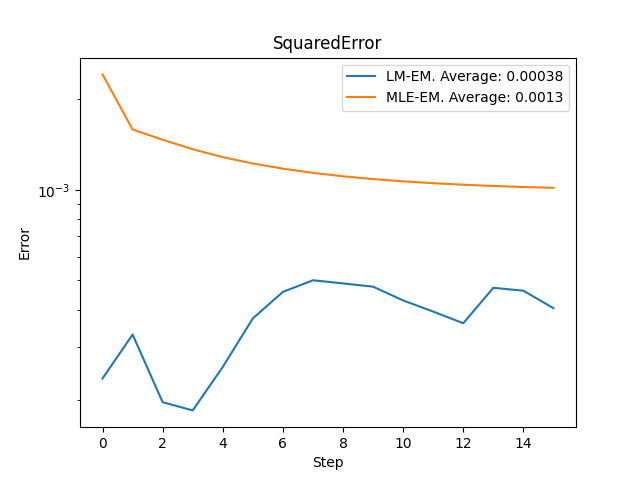 SquaredError
LM-EM. Average: 0.00038
MLE-EM. Average: 0.0013
10⁻³
Error
0 2 4 6 8 10 12 14
Step